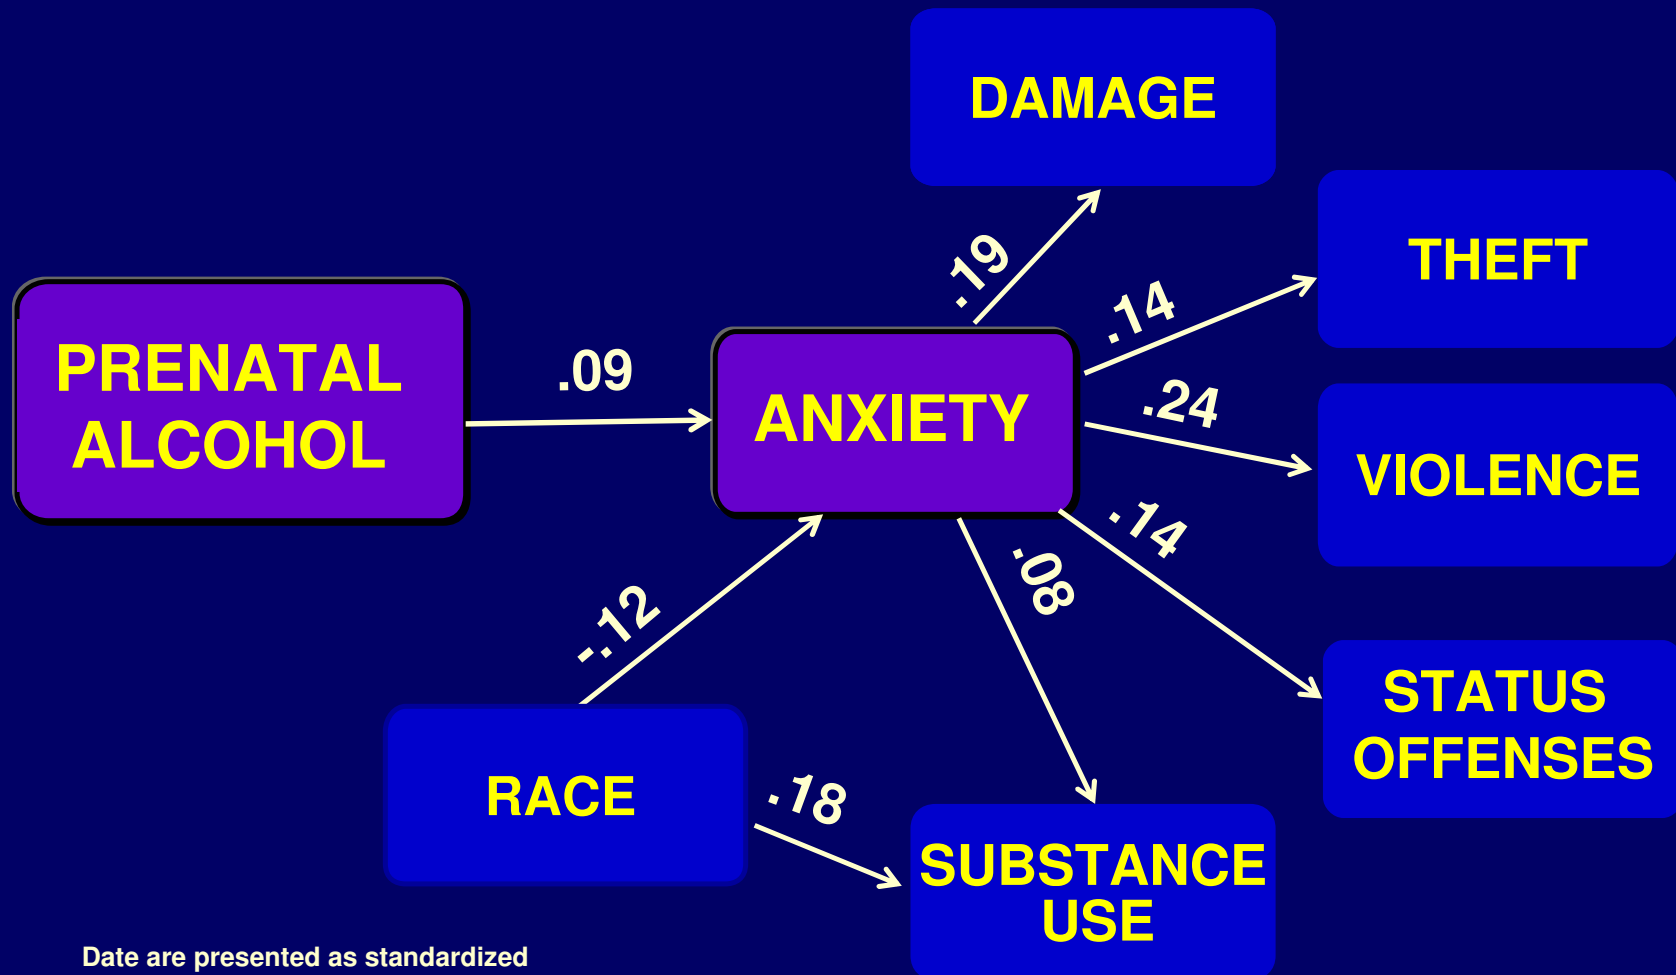 DAMAGE
THEFT
.19
.14
PRENATAL
ALCOHOL
.09
ANXIETY
.24
VIOLENCE
.14
.08
-.12
STATUS
OFFENSES
RACE
.18
SUBSTANCE
USE
Date are presented as standardized